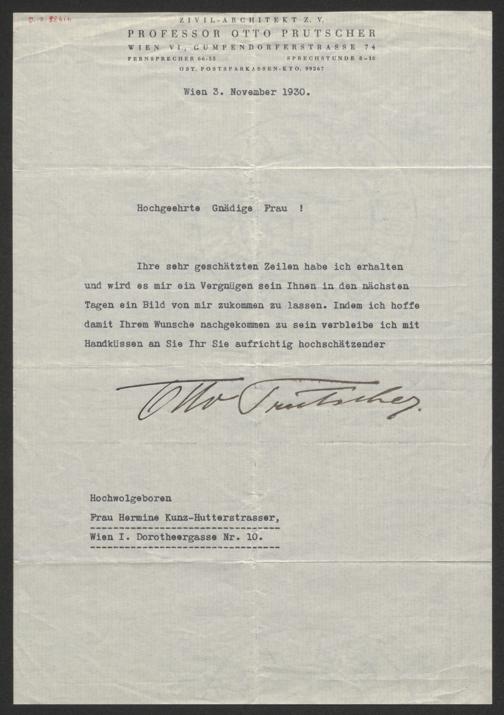 ZIVIL-ARCHITEKT Z. V.
PROFESSOR OTTO PRUTSCHER
WIEN VI., GUMPENDORFERSTRASSE 74
FERNSPRECHER SPRECHSTUNDE
ÖST. POSTSPARKASSEN-KTO. 99267
Wien 3. November 1930.
Hochgeehrte Gnädige Frau !
Ihre sehr geschätzten Zeilen habe ich erhalten
und wird es mir ein Vergnügen sein Ihnen in den nächsten
Tagen ein Bild von mir zukommen zu lassen. Indem ich hoffe
damit Ihrem Wunsche nachgekommen zu sein verbleibe ich mit
Handküssen an Sie Ihr Sie aufrichtig hochschätzender
Otto Prutscher
Hochwolgeboren
Frau Hermine Kunz-Hutterstrasser,
Wien I. Dorotheergasse Nr. 10.